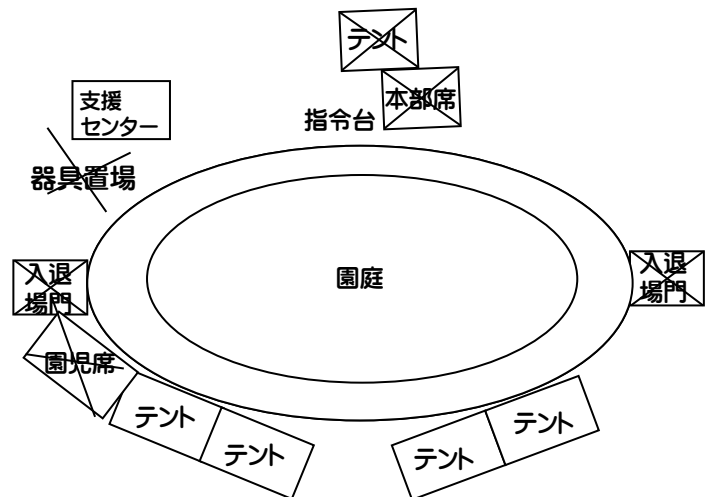 テント
本部席
指令台
支援
センター
器具置場
入退
場門
園庭
入退
場門
園児席
テント
テント
テント
テント